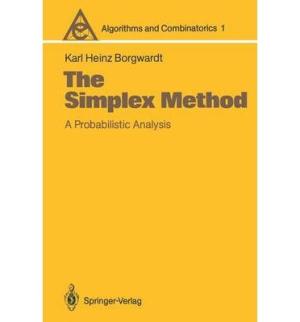 Algorithms and Combinatorics 1
Karl Heinz Borgwardt
The
Simplex Method
A Probabilistic Analysis
Springer-Verlag